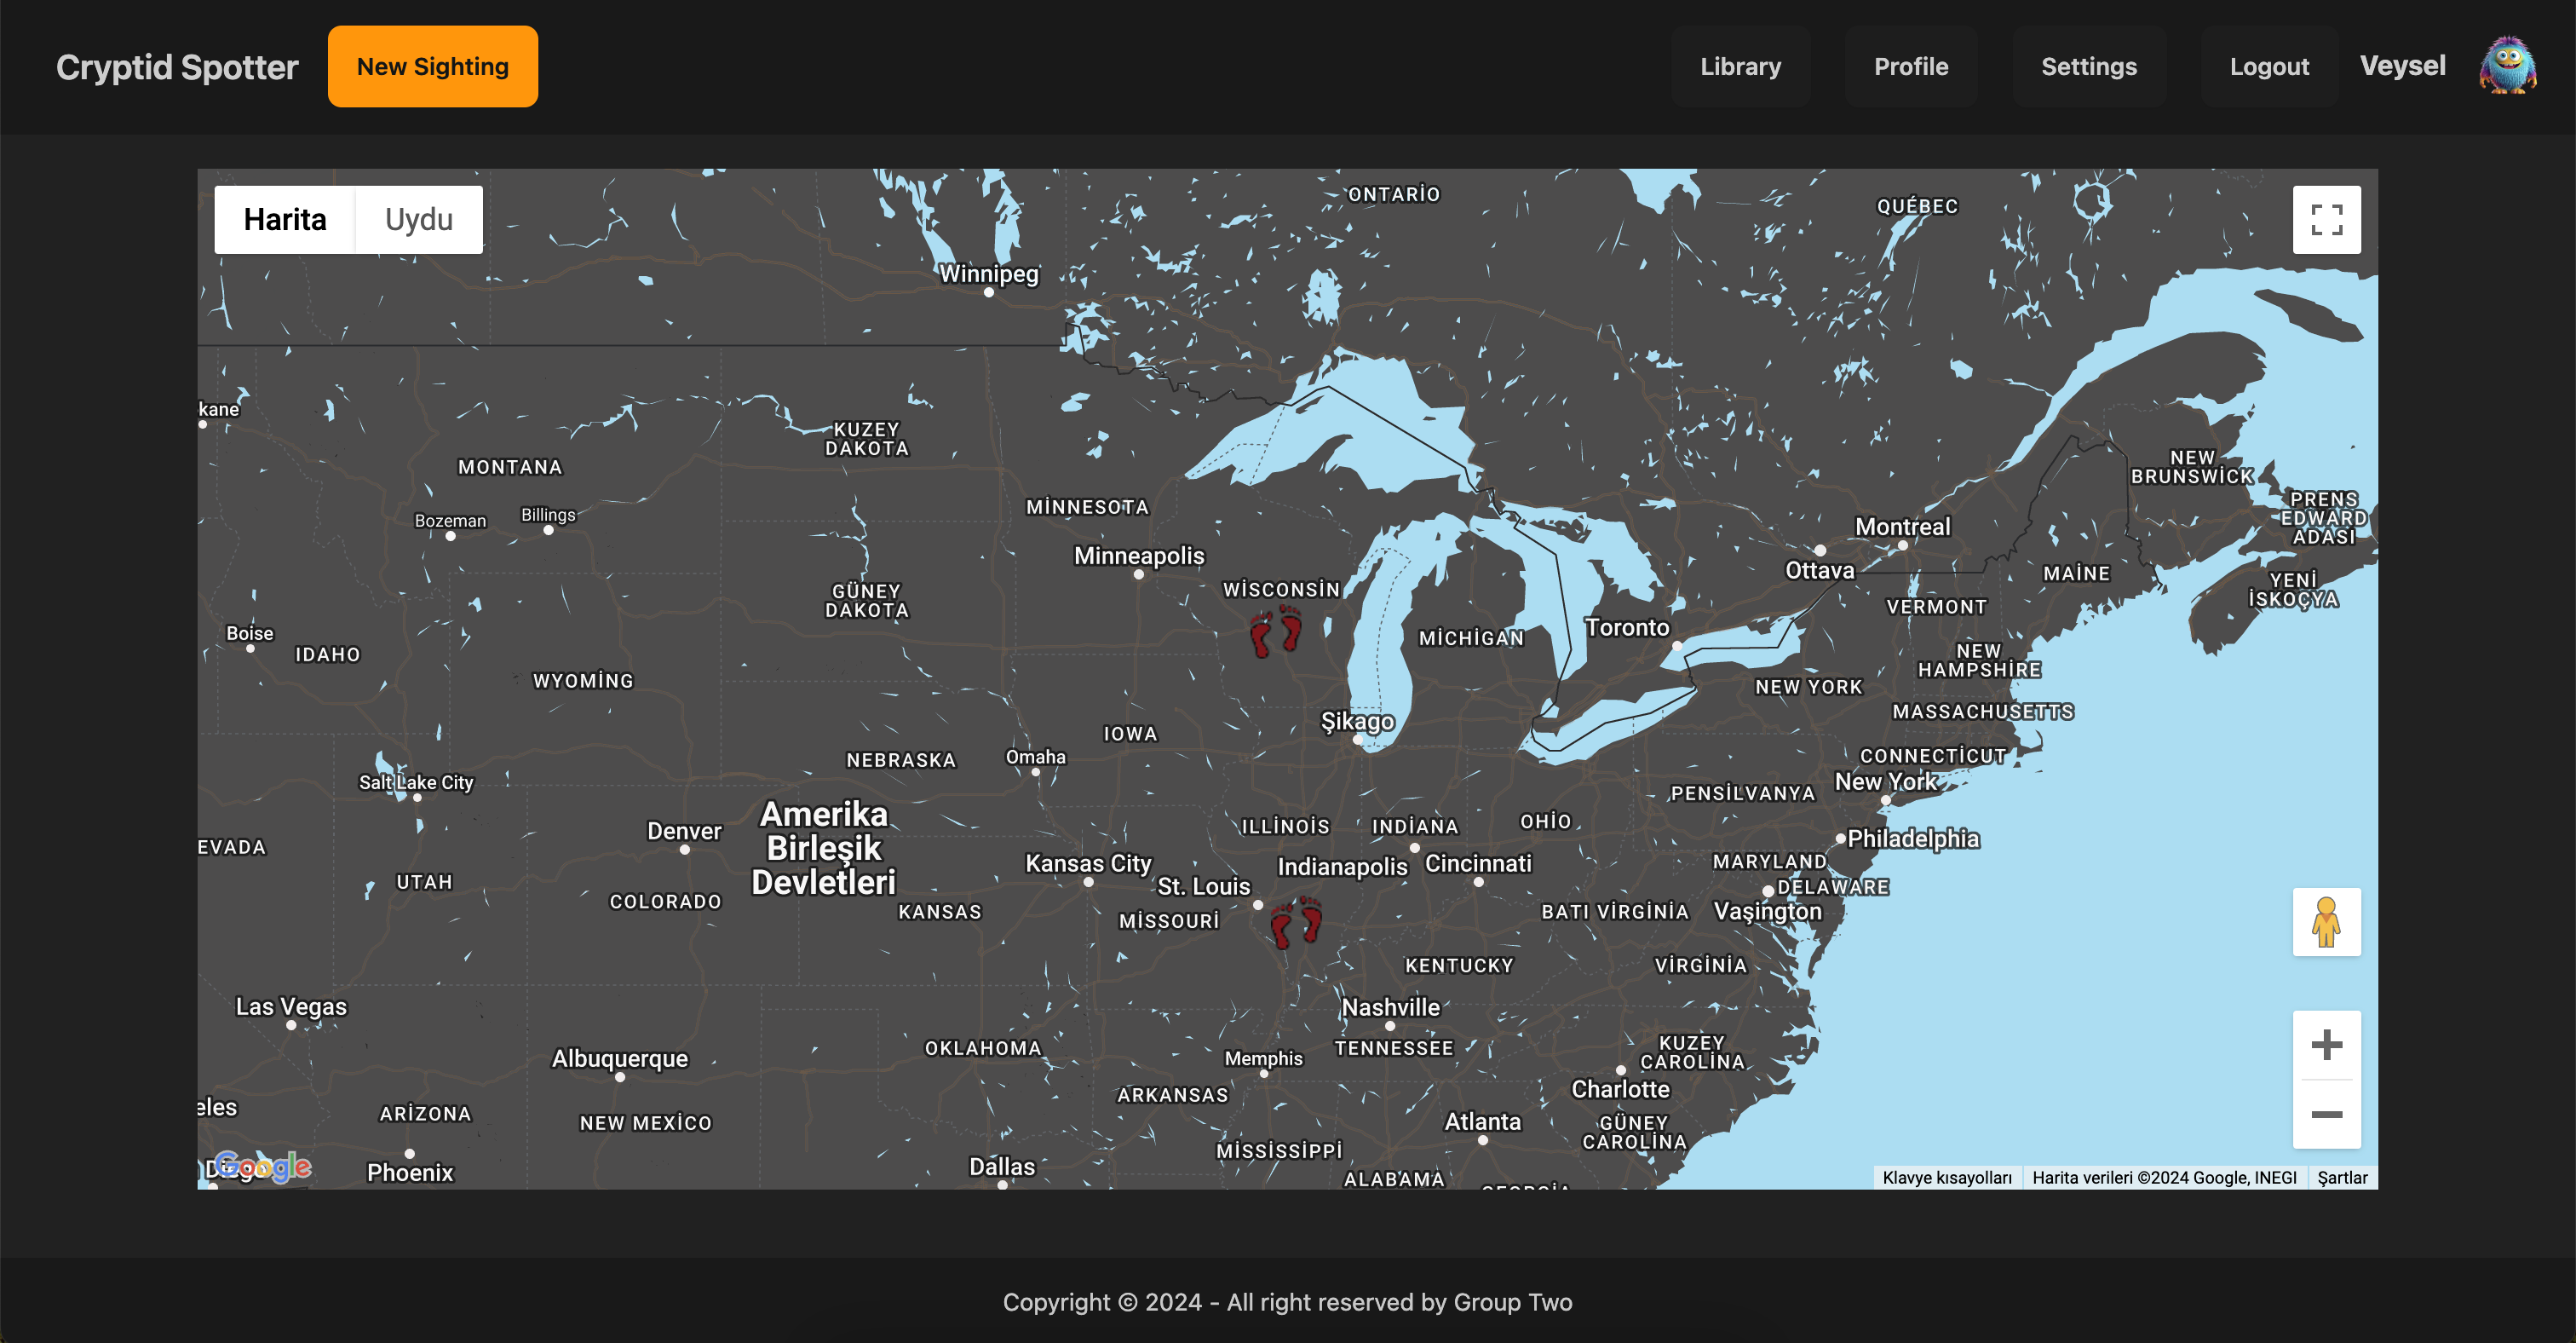 Cryptid Spotter
New Sighting
Library
Profile
Settings
Logout
Veysel
Harita
Uydu
ONTARİO
QUÉBEC
Winnipeg
kane
KUZEY
DAKOTA
MONTANA
Bozeman
Billings
MİNNESOTA
Minneapolis
NEW
BRUNSWİCK
PRENS
EDWARD
ADASI
Montreal
Ottava
MAİNE
YENİ
İSKOÇYA
WİSCONSİN
GÜNEY
DAKOTA
VERMONT
Boise
IDAHO
Toronto
MİCHİGAN
NEW
HAMPSHİRE
WYOMİNG
NEW YORK
MASSACHUSETTS
Şikago
IOWA
NEBRASKA
Omaha
CONNECTİCUT
New York
Salt Lake City
PENSİLVANYA
Amerika
Birleşik
Devletleri
Denver
ILLİNOİS
INDİANA
OHİO
Philadelphia
EVADA
UTAH
COLORADO
KANSAS
Kansas City
St. Louis
MİSSOURİ
Indianapolis
Cincinnati
MARYLAND
DELAWARE
BATI VİRGİNİA
Vaşington
KENTUCKY
VİRGİNİA
Las Vegas
Nashville
TENNESSEE
Albuquerque
OKLAHOMA
Memphis
KUZEY
CAROLİNA
Charlotte
ARKANSAS
eles
ARİZONA
NEW MEXİCO
Atlanta
GÜNEY
CAROLİNA
MİSSİSSİPPİ
Phoenix
Dallas
ALABAMA
GEORGİA
Google
Klavye kısayolları
Harita verileri ©2024 Google, INEGI
Şartlar
Copyright © 2024 - All right reserved by Group Two